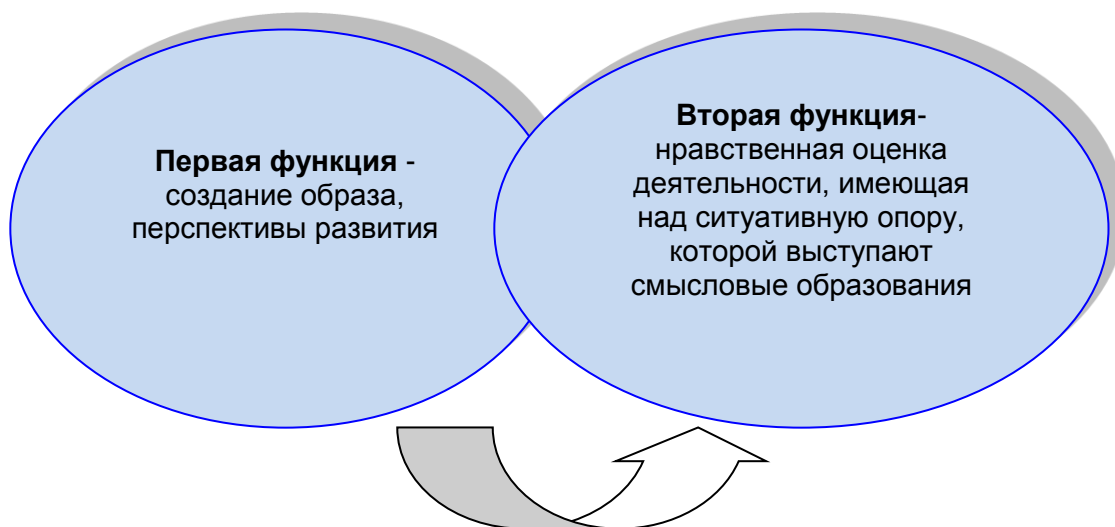 Первая функция -
создание образа,
перспективы развития
Вторая функция-
нравственная оценка
деятельности, имеющая
над ситуативную опору,
которой выступают
смысловые образования